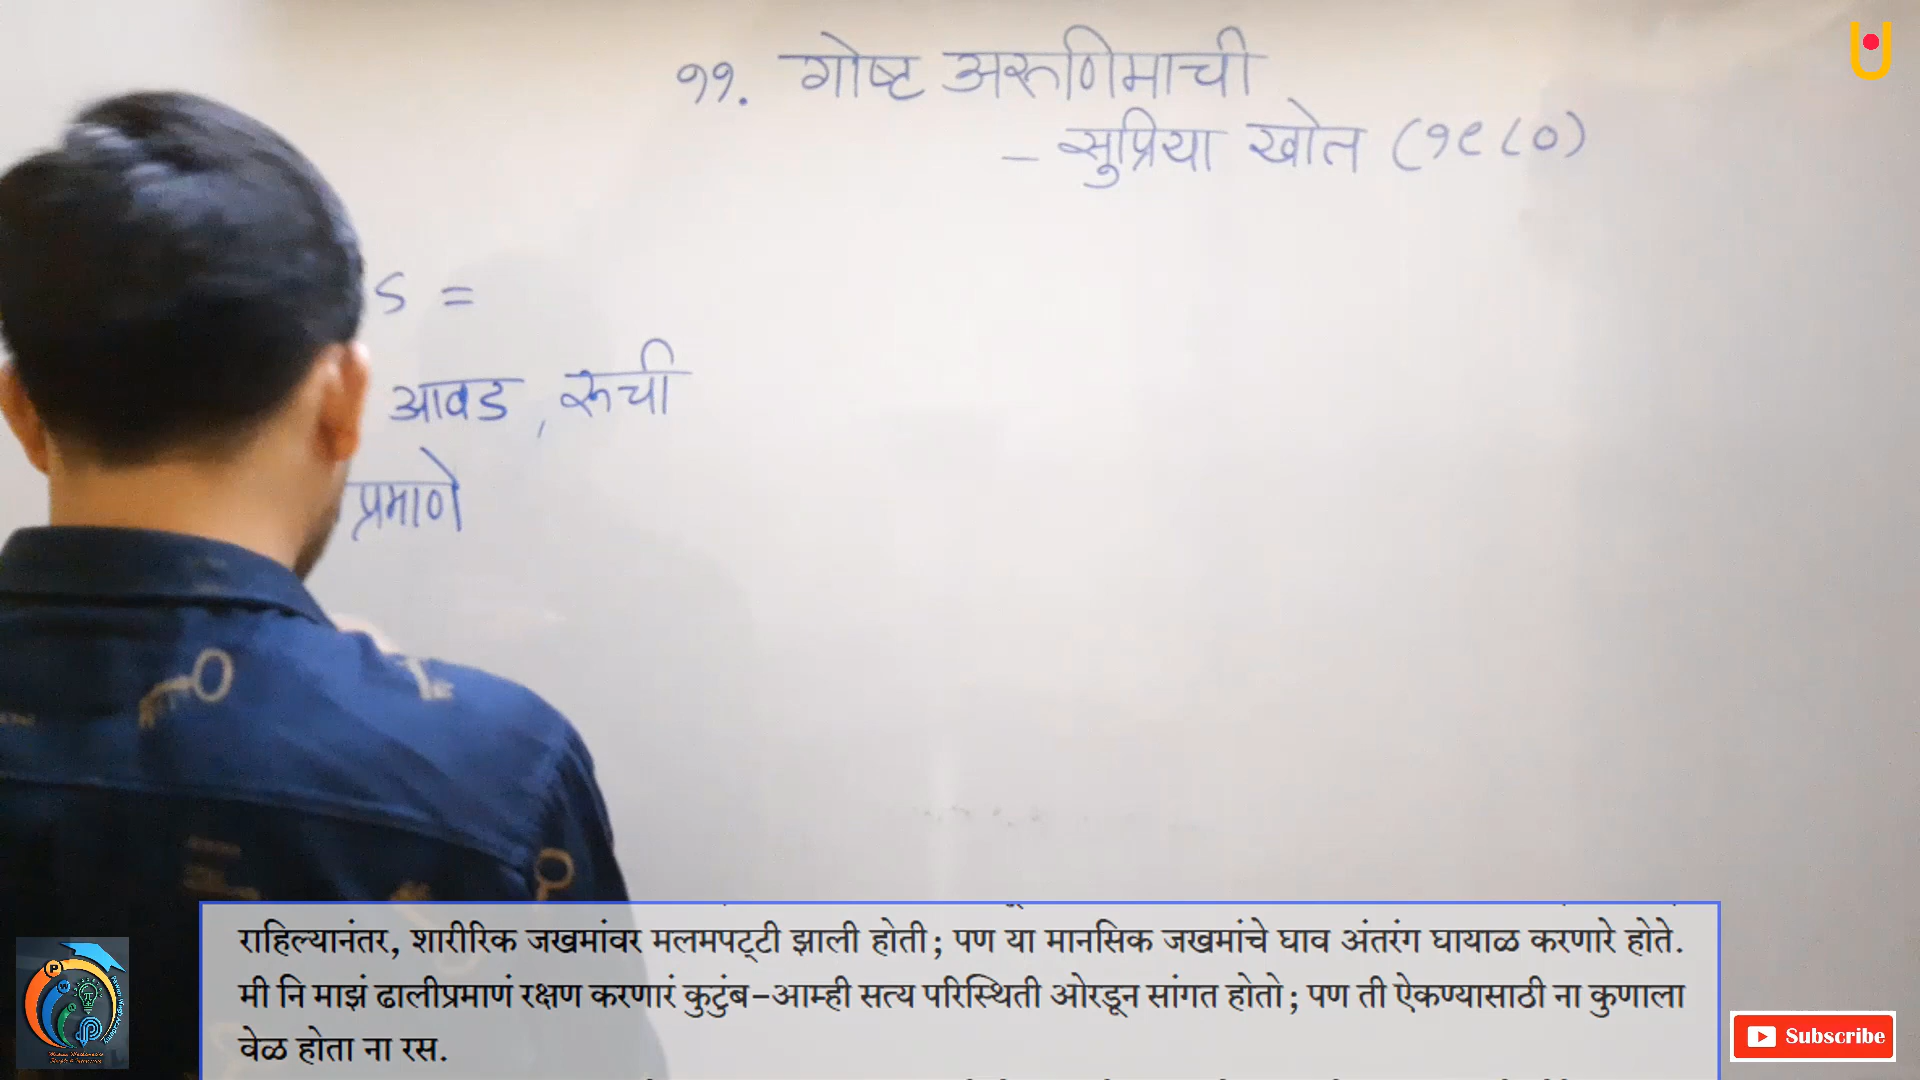 ११. गोष्ट अरुणिमाची
- सुप्रिया खोत (१९८०)
S =
आवड, रुची
प्रमाणे
राहिल्यानंतर, शारीरिक जखमांवर मलमपट्टी झाली होती; पण या मानसिक जखमांचे घाव अंतरंग घायाळ करणारे होते.
मी नि माझं ढालीप्रमाणं रक्षण करणारं कुटुंब-आम्ही सत्य परिस्थिती ओरडून सांगत होतो; पण ती ऐकण्यासाठी ना कुणाला
वेळ होता ना रस.
Subscribe